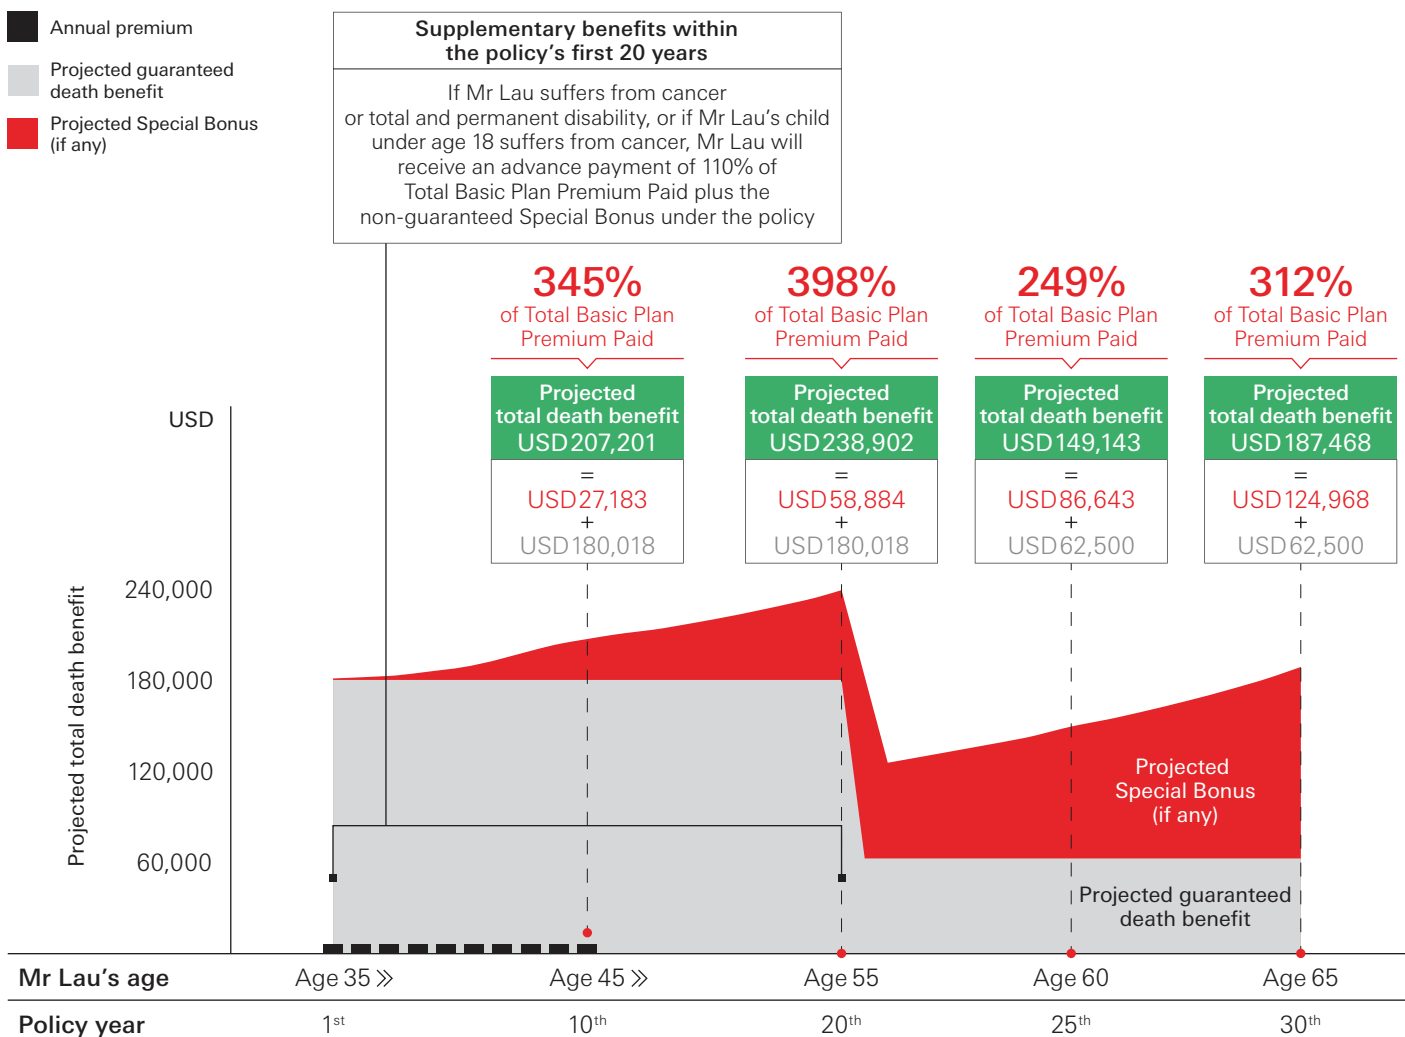 Annual premium
Projected guaranteed
death benefit
Projected Special Bonus
(if any)
Supplementary benefits within
the policy’s first 20 years
If Mr Lau suffers from cancer
or total and permanent disability, or if Mr Lau’s child
under age 18 suffers from cancer, Mr Lau will
receive an advance payment of 110% of
Total Basic Plan Premium Paid plus the
non-guaranteed Special Bonus under the policy
345%
of Total Basic Plan
Premium Paid
Projected
total death benefit
USD207,201
=
USD27,183
+
USD180,018
398%
of Total Basic Plan
Premium Paid
Projected
total death benefit
USD238,902
=
USD58,884
+
USD180,018
249%
of Total Basic Plan
Premium Paid
Projected
total death benefit
USD149,143
=
USD86,643
+
USD62,500
312%
of Total Basic Plan
Premium Paid
Projected
total death benefit
USD187,468
=
USD124,968
+
USD62,500
USD
Projected total death benefit
240,000
180,000
120,000
60,000
Projected
Special Bonus
(if any)
Projected guaranteed
death benefit
Mr Lau’s age Age 35 » Age 45 » Age 55 Age 60 Age 65
Policy year 1st 10th 20th 25th 30th